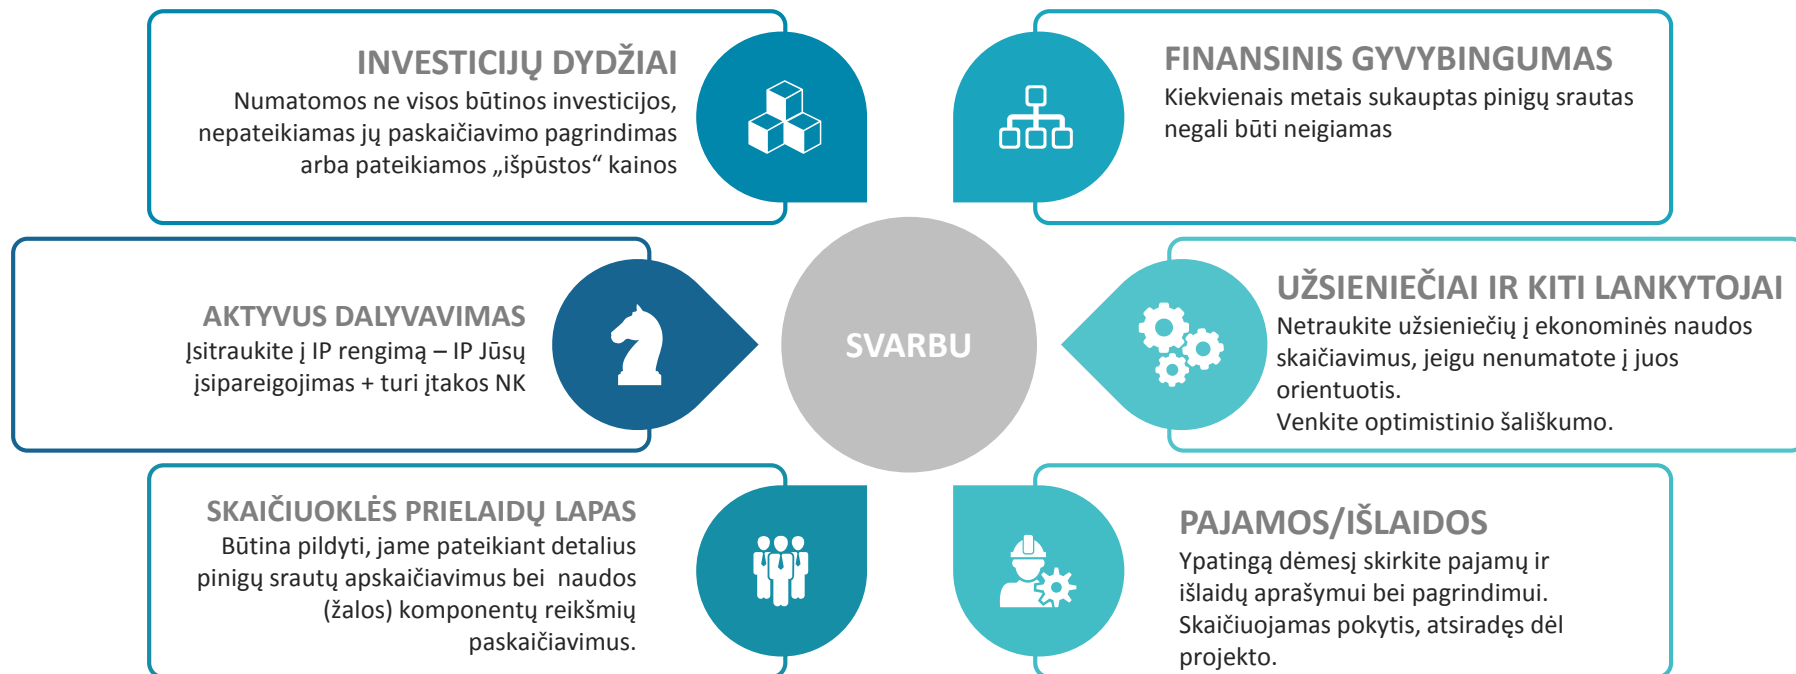 INVESTICIJŲ DYDŽIAI
Numatomos ne visos būtinos investicijos,
nepateikiamas jų paskaičiavimo pagrindimas
arba pateikiamos „išpūstos“ kainos
FINANSINIS GYVYBINGUMAS
Kiekvienais metais sukauptas pinigų srautas
negali būti neigiamas
AKTYVUS DALYVAVIMAS
Įsitraukite į IP rengimą – IP Jūsų
įsipareigojimas + turi įtakos NK
SVARBU
UŽSIENIEČIAI IR KITI LANKYTOJAI
Netraukite užsieniečių į ekonominės naudos
skaičiavimus, jeigu nenumatote į juos
orientuotis.
Venkite optimistinio šališkumo.
SKAIČIUOKLĖS PRIELAIDŲ LAPAS
Būtina pildyti, jame pateikiant detalius
pinigų srautų apskaičiavimus bei naudos
(žalos) komponentų reikšmių
paskaičiavimus.
PAJAMOS/IŠLAIDOS
Ypatingą dėmesį skirkite pajamų ir
išlaidų aprašymui bei pagrindimui.
Skaičiuojamas pokytis, atsiradęs dėl
projekto.